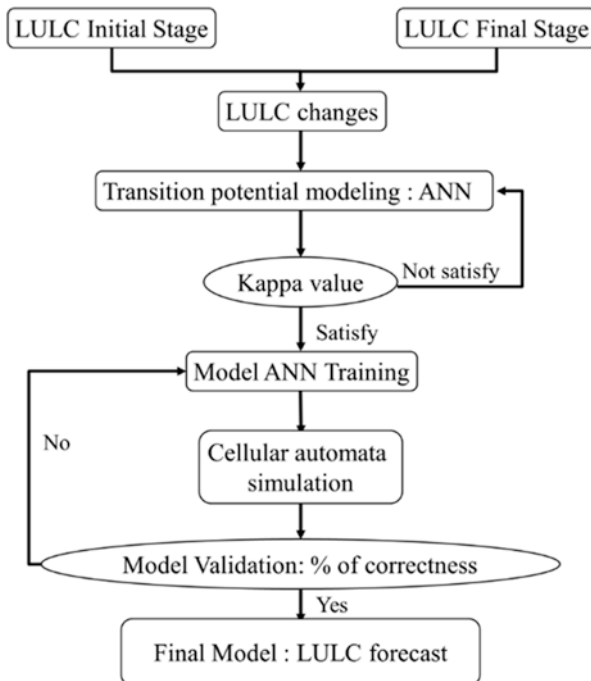 LULC Initial Stage
LULC Final Stage
LULC changes
Transition potential modeling : ANN
Kappa value
Not satisfy
Satisfy
Model ANN Training
No
Cellular automata
simulation
Model Validation: % of correctness
Yes
Final Model : LULC forecast